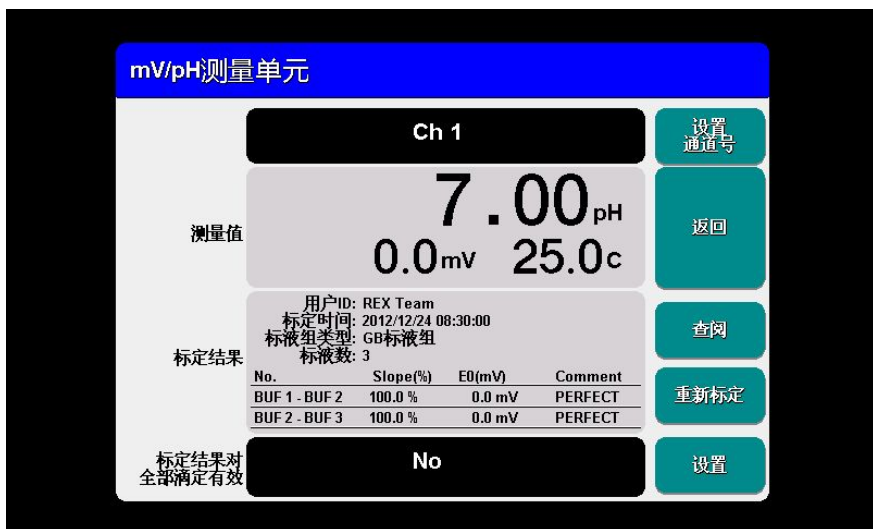 mV/pH测量单元
Ch 1
设置
通道号
测量值
7.00pH
0.0mV 25.0C
返回
标定结果
用户ID: REX Team
标定时间: 2012/12/24 08:30:00
标液组类型: GB标液组
标液数: 3
No. Slope(%) E0(mV) Comment
BUF 1 - BUF 2 100.0 % 0.0 mV PERFECT
BUF 2 - BUF 3 100.0 % 0.0 mV PERFECT
查阅
重新标定
标定结果对
全部滴定有效
No
设置